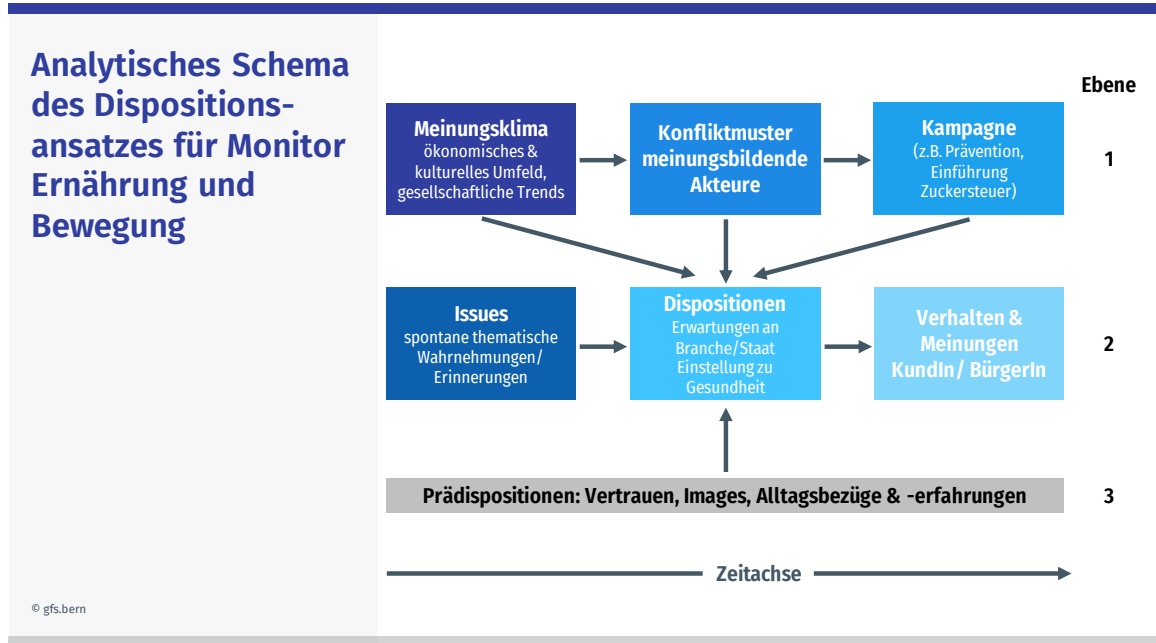 Analytisches Schema
des Dispositions-
ansatzes für Monitor
Ernährung und
Bewegung
Ebene
Meinungsklima
ökonomisches &
kulturelles Umfeld,
gesellschaftliche Trends
Konfliktmuster
meinungsbildende
Akteure
Kampagne
(z.B. Prävention,
Einführung
Zuckersteuer)
1
Issues
spontane thematische
Wahrnehmungen/
Erinnerungen
Dispositionen
Erwartungen an
Branche/Staat
Einstellung zu
Gesundheit
Verhalten &
Meinungen
KundIn/ BürgerIn
2
Prädispositionen: Vertrauen, Images, Alltagsbezüge & -erfahrungen
3
Zeitachse
© gfs.bern